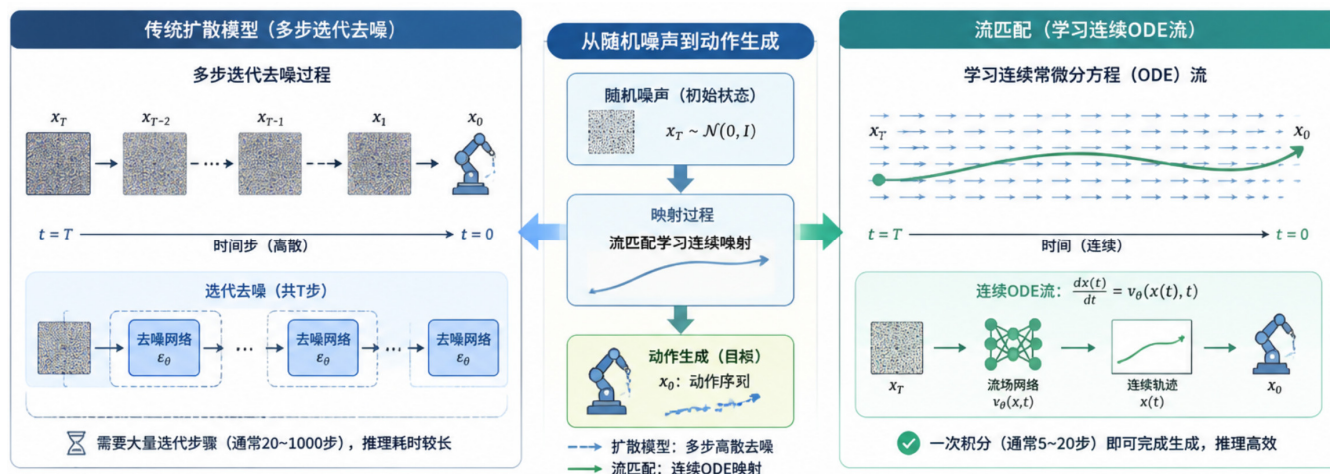 传统扩散模型（多步迭代去噪）
多步迭代去噪过程
x_T
x_{T-2}
x_{T-1}
x_1
x_0
t = T
时间步（高散）
t = 0
选代去噪（共T步）
去噪网络
ε_θ
...
去噪网络
ε_θ
...
去噪网络
ε_θ
需要大量选代步骤（通常20~1000步），推理耗时较长
从随机噪声到动作生成
随机噪声（初始状态）
x_T ~ 𝒩(0, I)
映射过程
流匹配学习连续噗射
动作生成（目标）
x_0：动作序列
扩散模型：多步高散去噪
流匹配：连续ODE映射
流匹配（学习连续ODE流）
学习连续常微分方程（ODE）流
x_T
x_0
t = T
时间（连续）
t = 0
连续ODE流：dx(t)/dt = v_θ(x(t), t)
x_T
流场网络
v_θ(x,t)
连续轨迹
x(t)
x_0
一次积分（通常5~20步）即可完成生成，推理高效